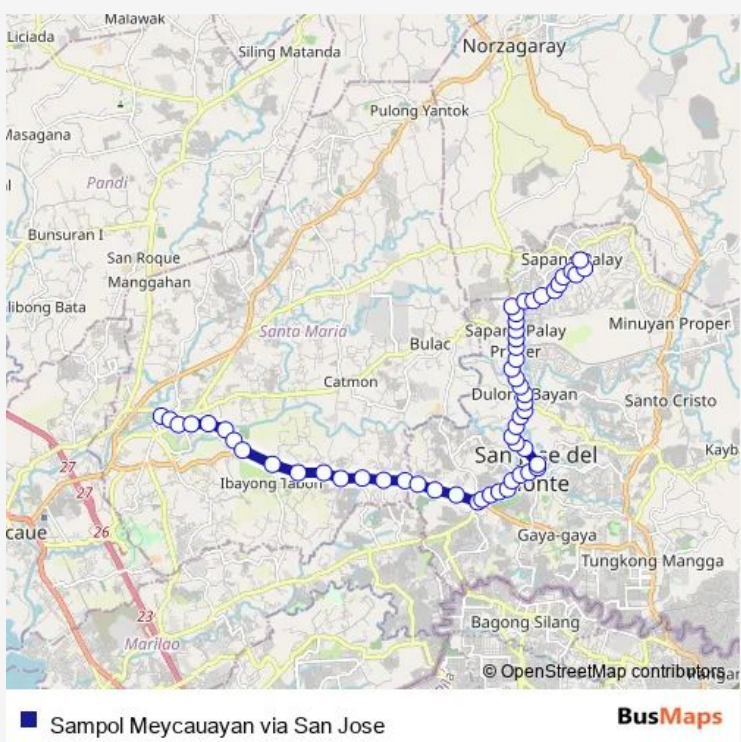 Malawak
Liciada
Siling Matanda
Norzagaray
Pulong Yantok
Masagana
Pandi
Bunsuran I
San Roque
Sapang Palay
Manggahan
libong Bata
Santa Maria
Sapang Palay
Proper
Minuyan Proper
Bulac
Catmon
Dulong Bayan
Santo Cristo
San Jose del
Monte
Kayb
27
27
Ibayong Tabon
26
caue
Gaya-gaya
Tungkong Mangga
23
Marilao
Bagong Silang
© OpenStreetMap contributors
Sampol Meycauayan via San Jose
BusMaps